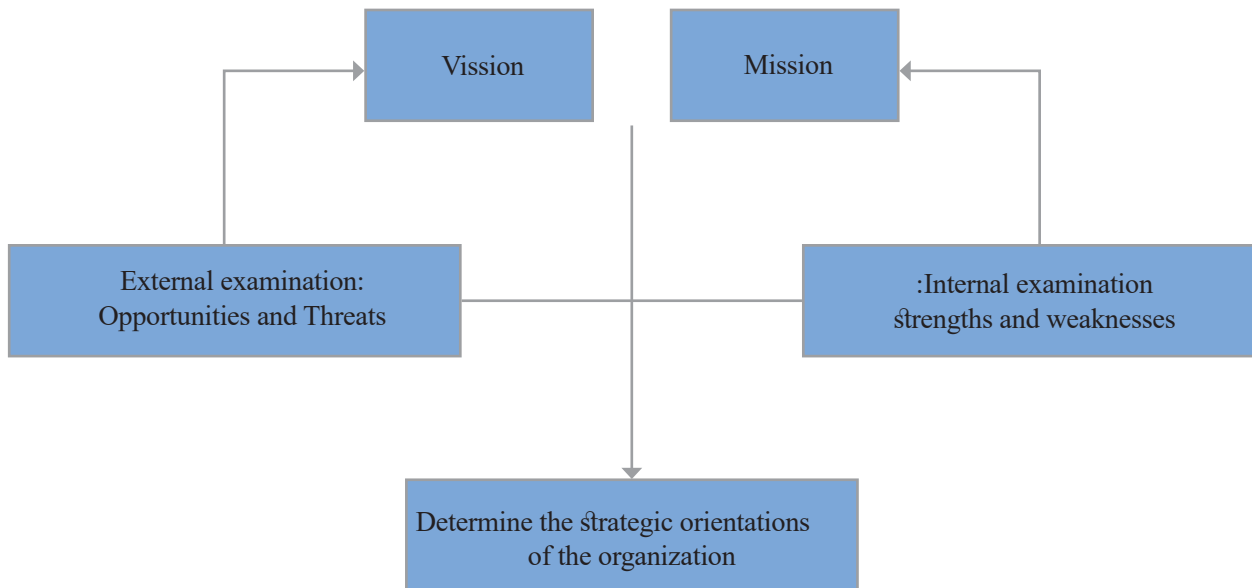 Vission
Mission
External examination:
Opportunities and Threats
:Internal examination
strengths and weaknesses
Determine the strategic orientations
of the organization